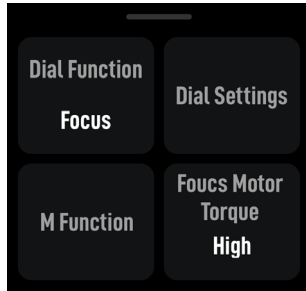 Dial Function
Focus
Dial Settings
M Function
Foucs Motor
Torque
High